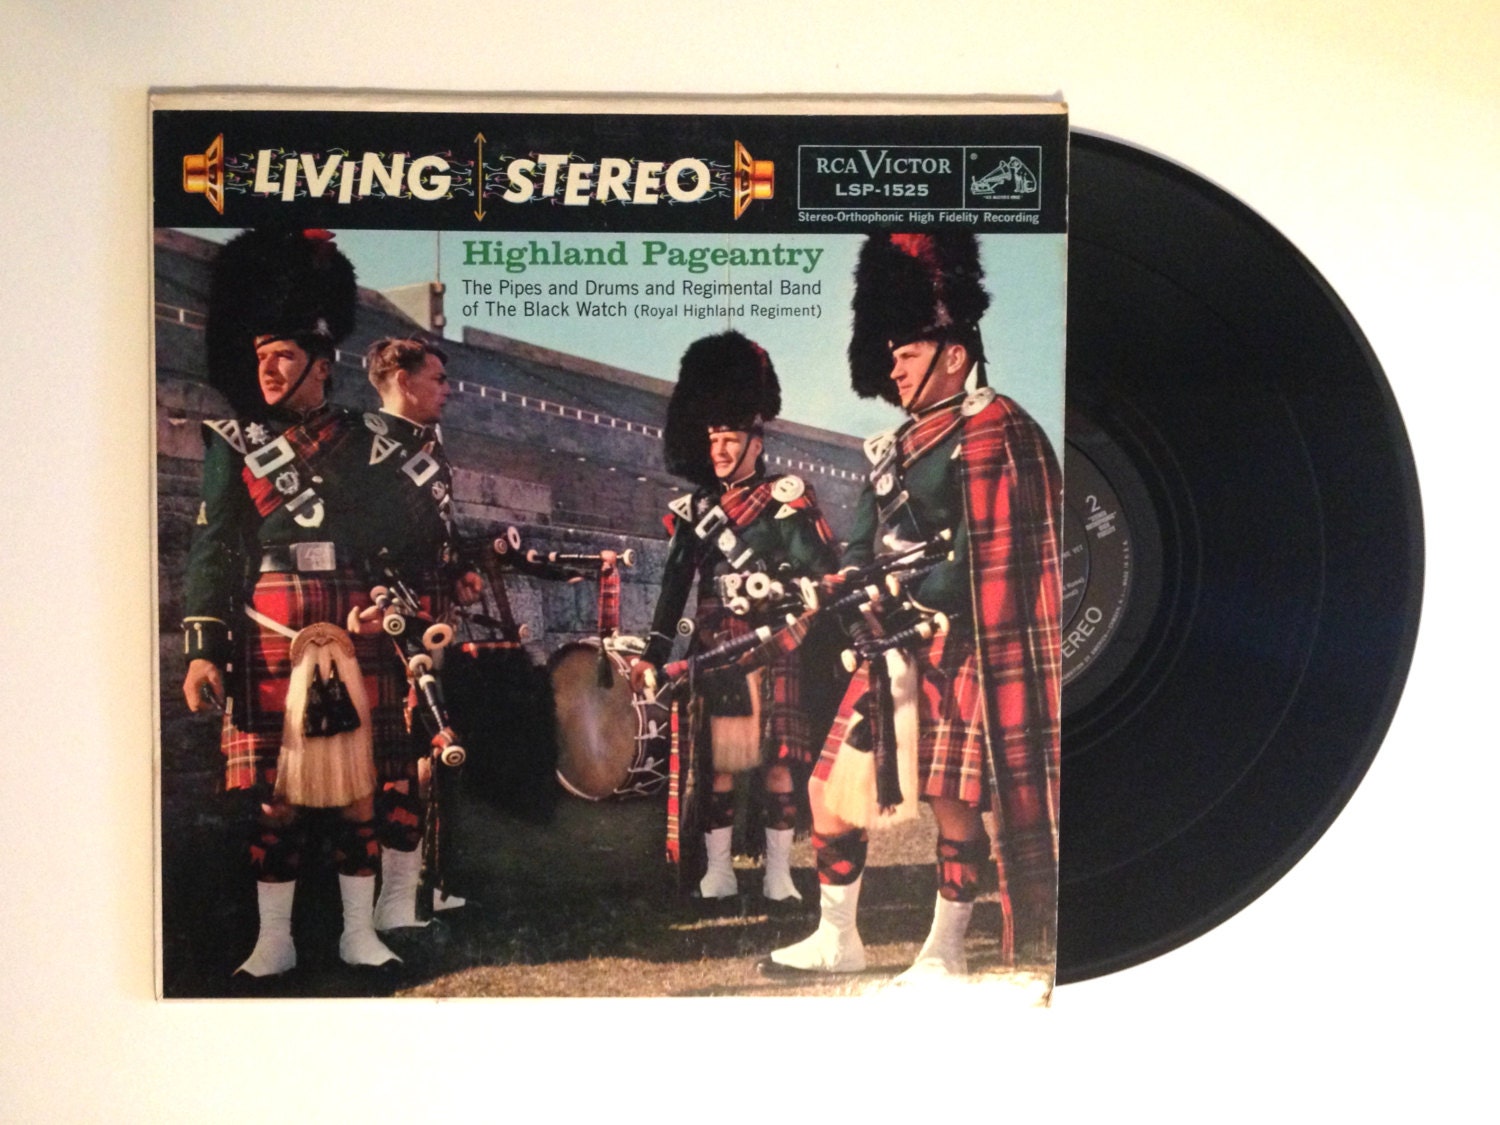 LIVING STEREO
RCA VICTOR
LSP-1525
Stereo-Orthophonic High Fidelity Recording
Highland Pageantry
The Pipes and Drums and Regimental Band
of The Black Watch (Royal Highland Regiment)
2
EREO